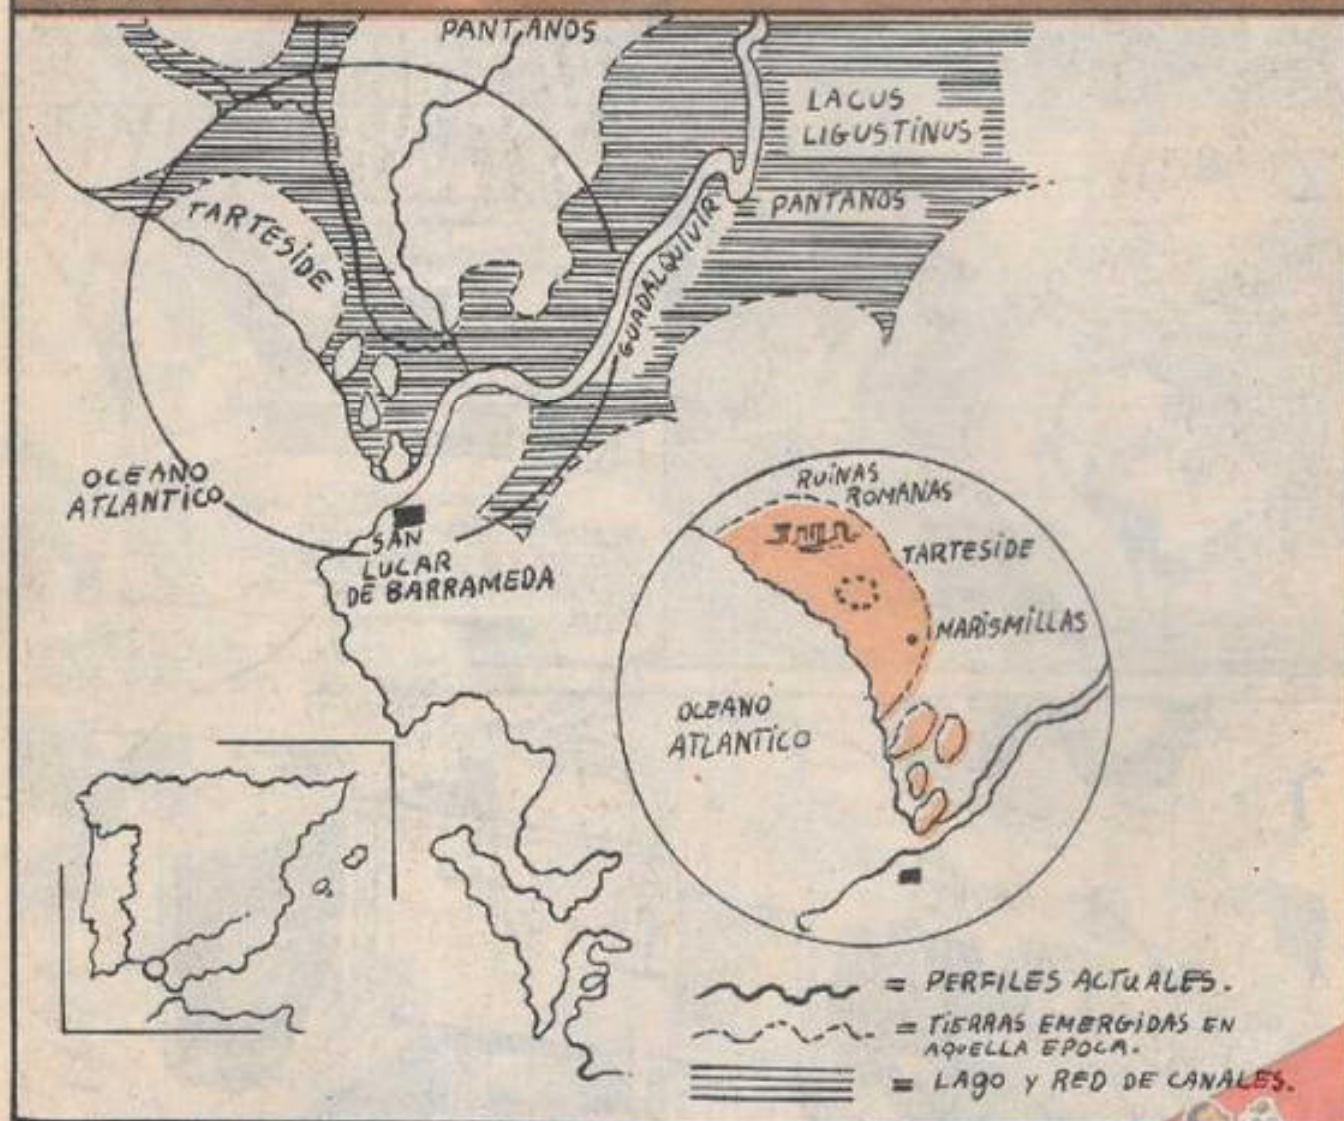 PANTANOS
LACUS
LIGUSTINUS
PANTANOS
TARTESIDE
GUADALQUIVIR
OCEANO
ATLANTICO
SAN
LUCAR
DE BARRAMEDA
RUINAS
ROMANAS
TARTESIDE
MARISMILLAS
OCEANO
ATLANTICO
= PERFILES ACTUALES.
= TIERRAS EMERGIDAS EN
AQUELLA EPOCA.
= LAGO Y RED DE CANALES.